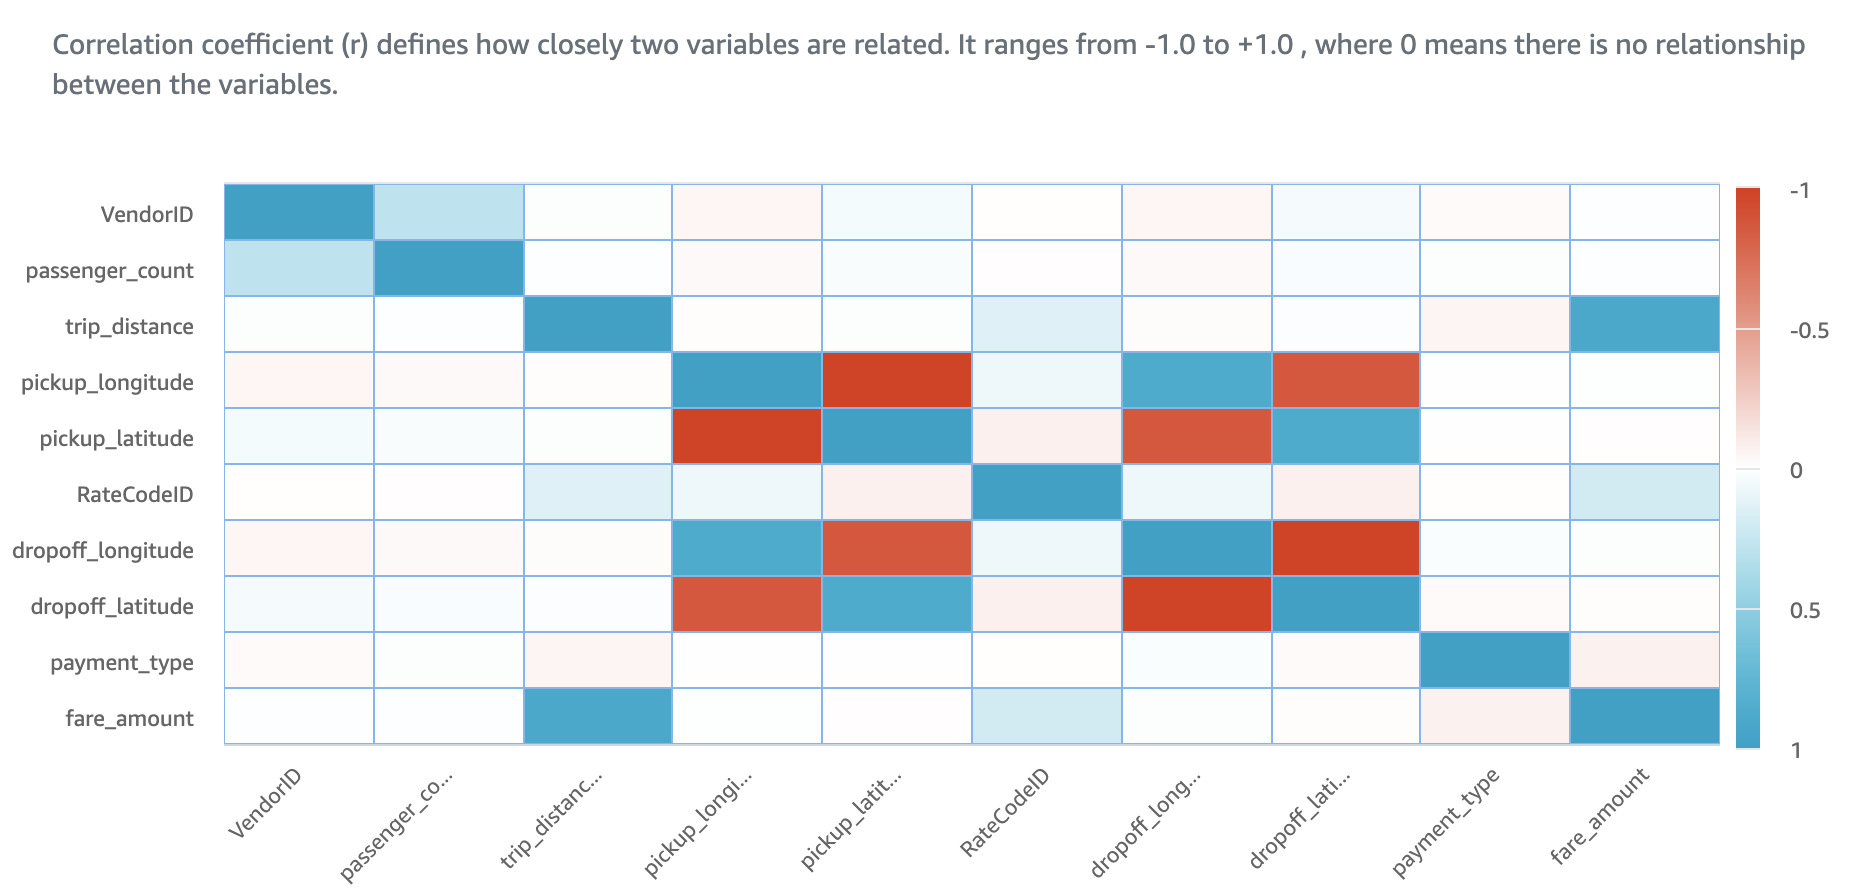 Correlation coefficient (r) defines how closely two variables are related. It ranges from -1.0 to +1.0 , where 0 means there is no relationship
between the variables.
VendorID
passenger_count
trip_distance
pickup_longitude
pickup_latitude
RateCodeID
dropoff_longitude
dropoff_latitude
payment_type
fare_amount
-1
-0.5
0
0.5
1
VendorID
passenger_co...
trip_distanc...
pickup_longi...
pickup_latit...
RateCodeID
dropoff_long...
dropoff_lati...
payment_type
fare_amount